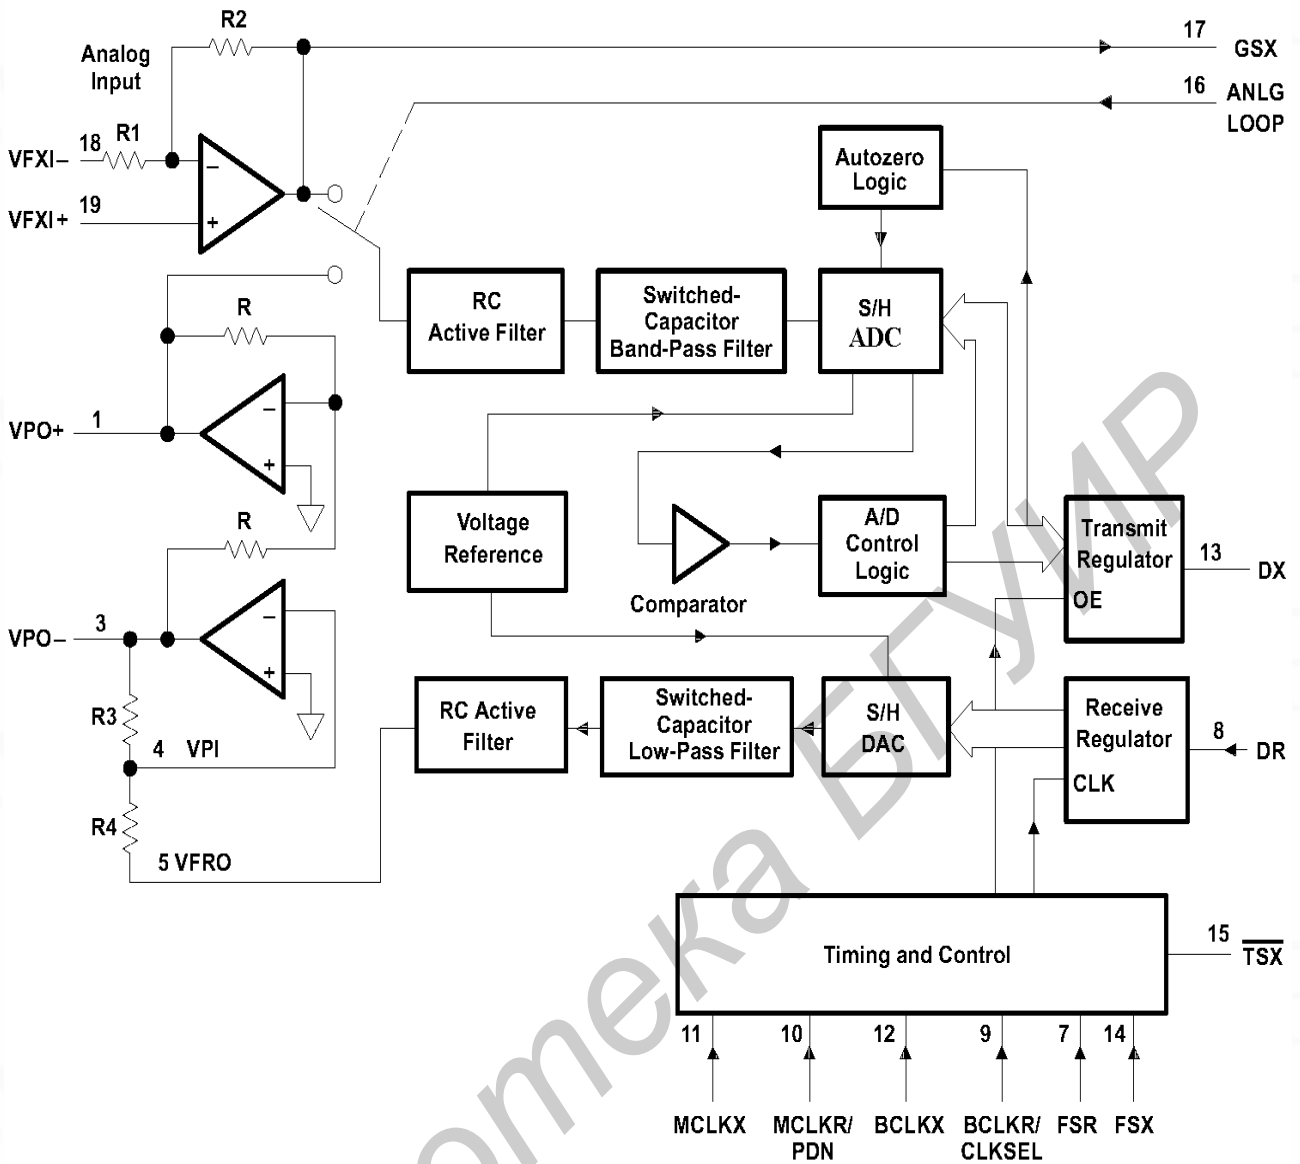 R2
17
GSX
Analog
Input
16
ANLG
LOOP
18
R1
VFXI–
19
VFXI+
–
+
Autozero
Logic
RC
Active Filter
Switched-
Capacitor
Band-Pass Filter
S/H
ADC
R
1
VPO+
–
+
R
Voltage
Reference
Comparator
A/D
Control
Logic
Transmit
Regulator
OE
13
DX
3
VPO–
–
+
R3
4 VPI
RC Active
Filter
Switched-
Capacitor
Low-Pass Filter
S/H
DAC
Receive
Regulator
CLK
8
DR
R4
5 VFRO
Timing and Control
15
TSX
11
10
12
9
7
14
MCLKX
MCLKR/
PDN
BCLKX
BCLKR/
CLKSEL
FSR
FSX
отека БГУИР